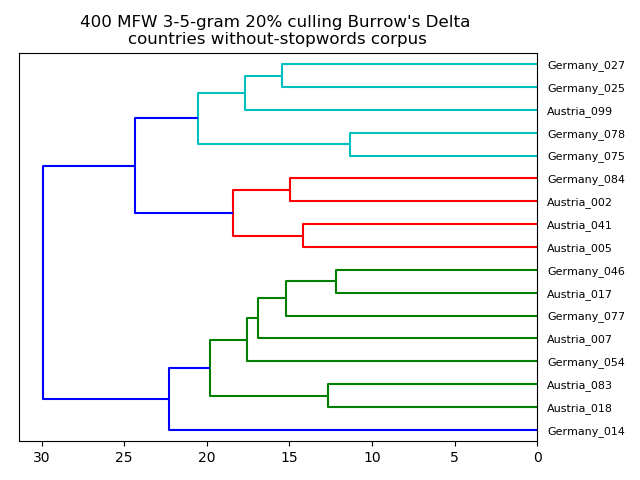 400 MFW 3-5-gram 20% culling Burrow's Delta
countries without-stopwords corpus
Germany_027
Germany_025
Austria_099
Germany_078
Germany_075
Germany_084
Austria_002
Austria_041
Austria_005
Germany_046
Austria_017
Germany_077
Austria_007
Germany_054
Austria_083
Austria_018
Germany_014
30 25 20 15 10 5 0